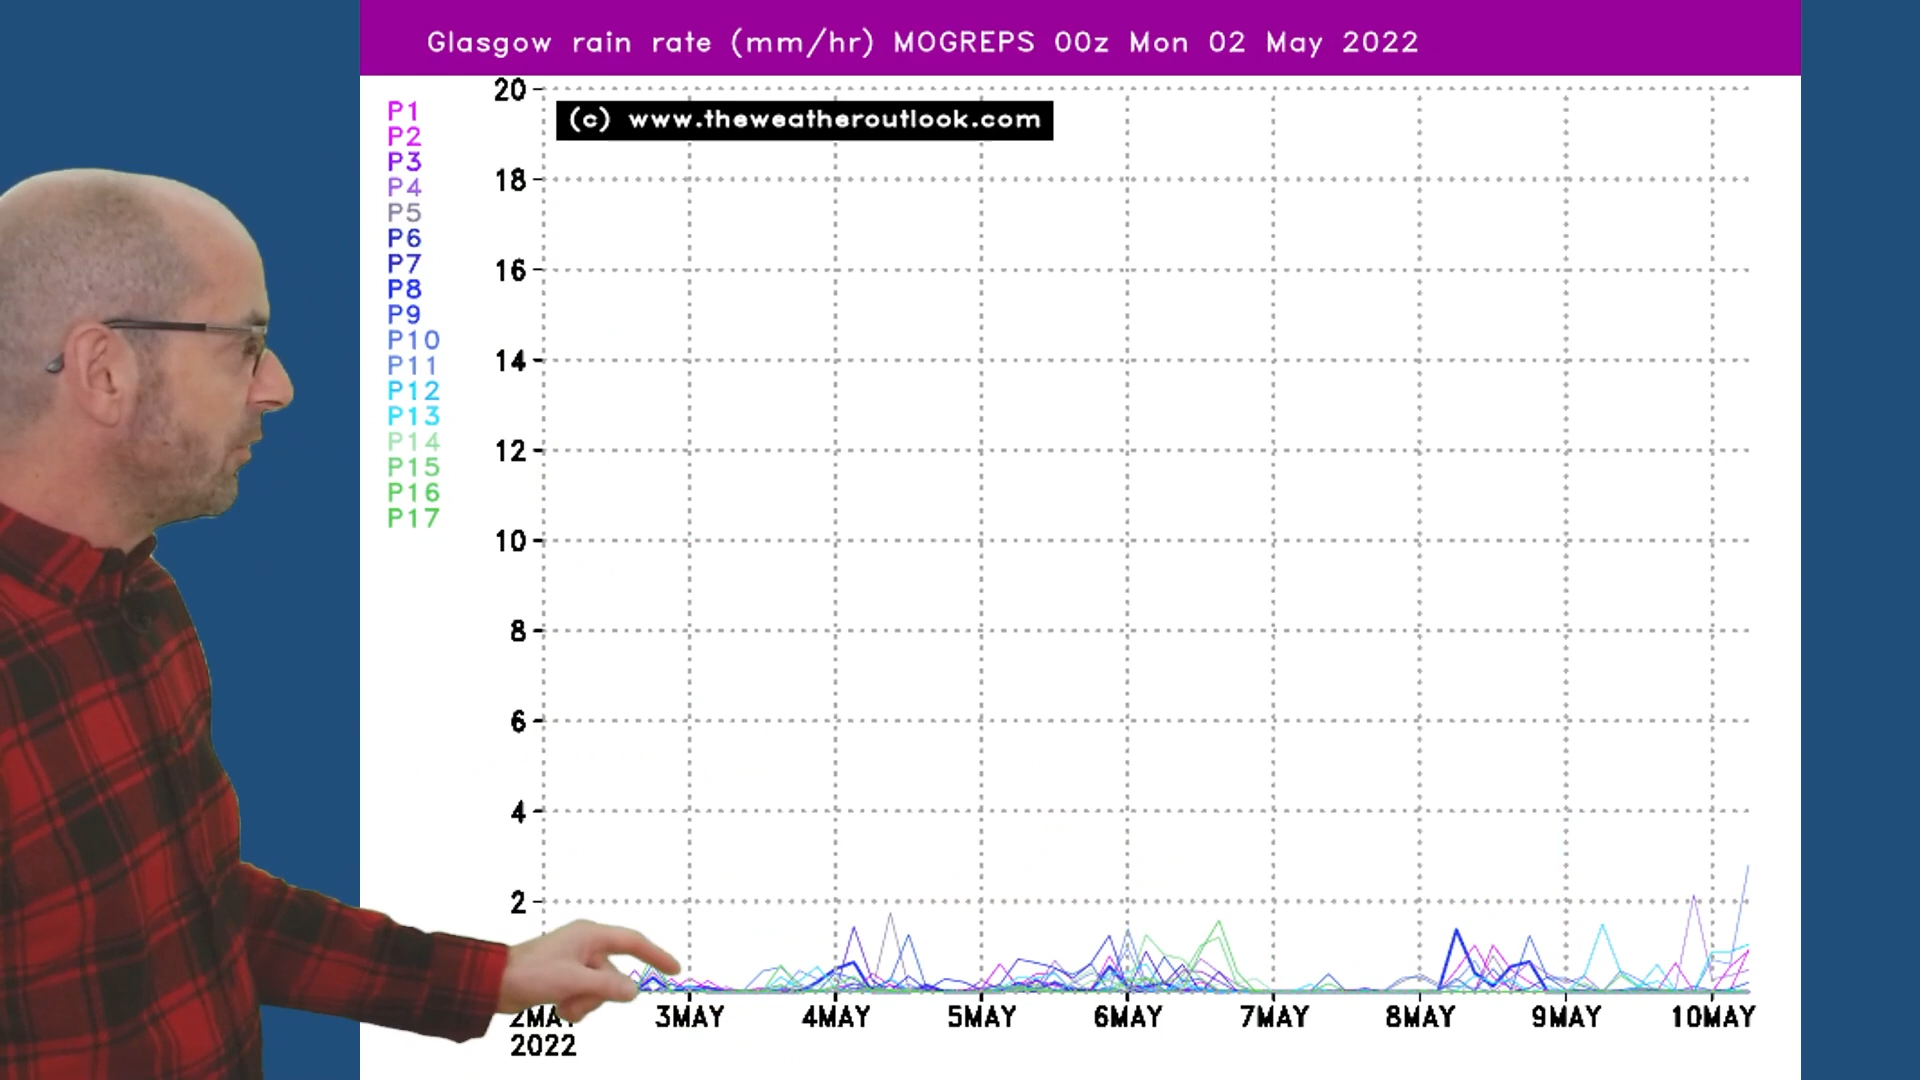 Glasgow rain rate (mm/hr) MOGREPS 00z Mon 02 May 2022
(c) www.theweatheroutlook.com
P1
P2
P3
P4
P5
P6
P7
P8
P9
P10
P11
P12
P13
P14
P15
P16
P17
20
18
16
14
12
10
8
6
4
2
2MAY 3MAY 4MAY 5MAY 6MAY 7MAY 8MAY 9MAY 10MAY
2022